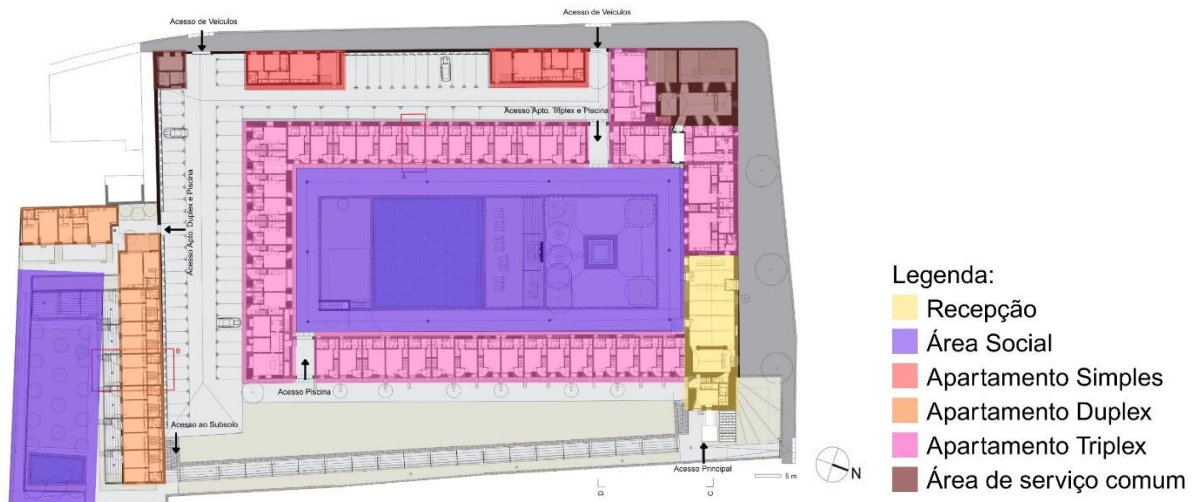 Acesso de Veículos
Acesso de Veículos
Acesso Apto. Triplex e Piscina
A
Acesso Apto. Duplex e Piscina
B
Acesso Piscina
Acesso ao Subsolo
Acesso Principal
5 m
N
D
C
Legenda:
Recepção
Área Social
Apartamento Simples
Apartamento Duplex
Apartamento Triplex
Área de serviço comum